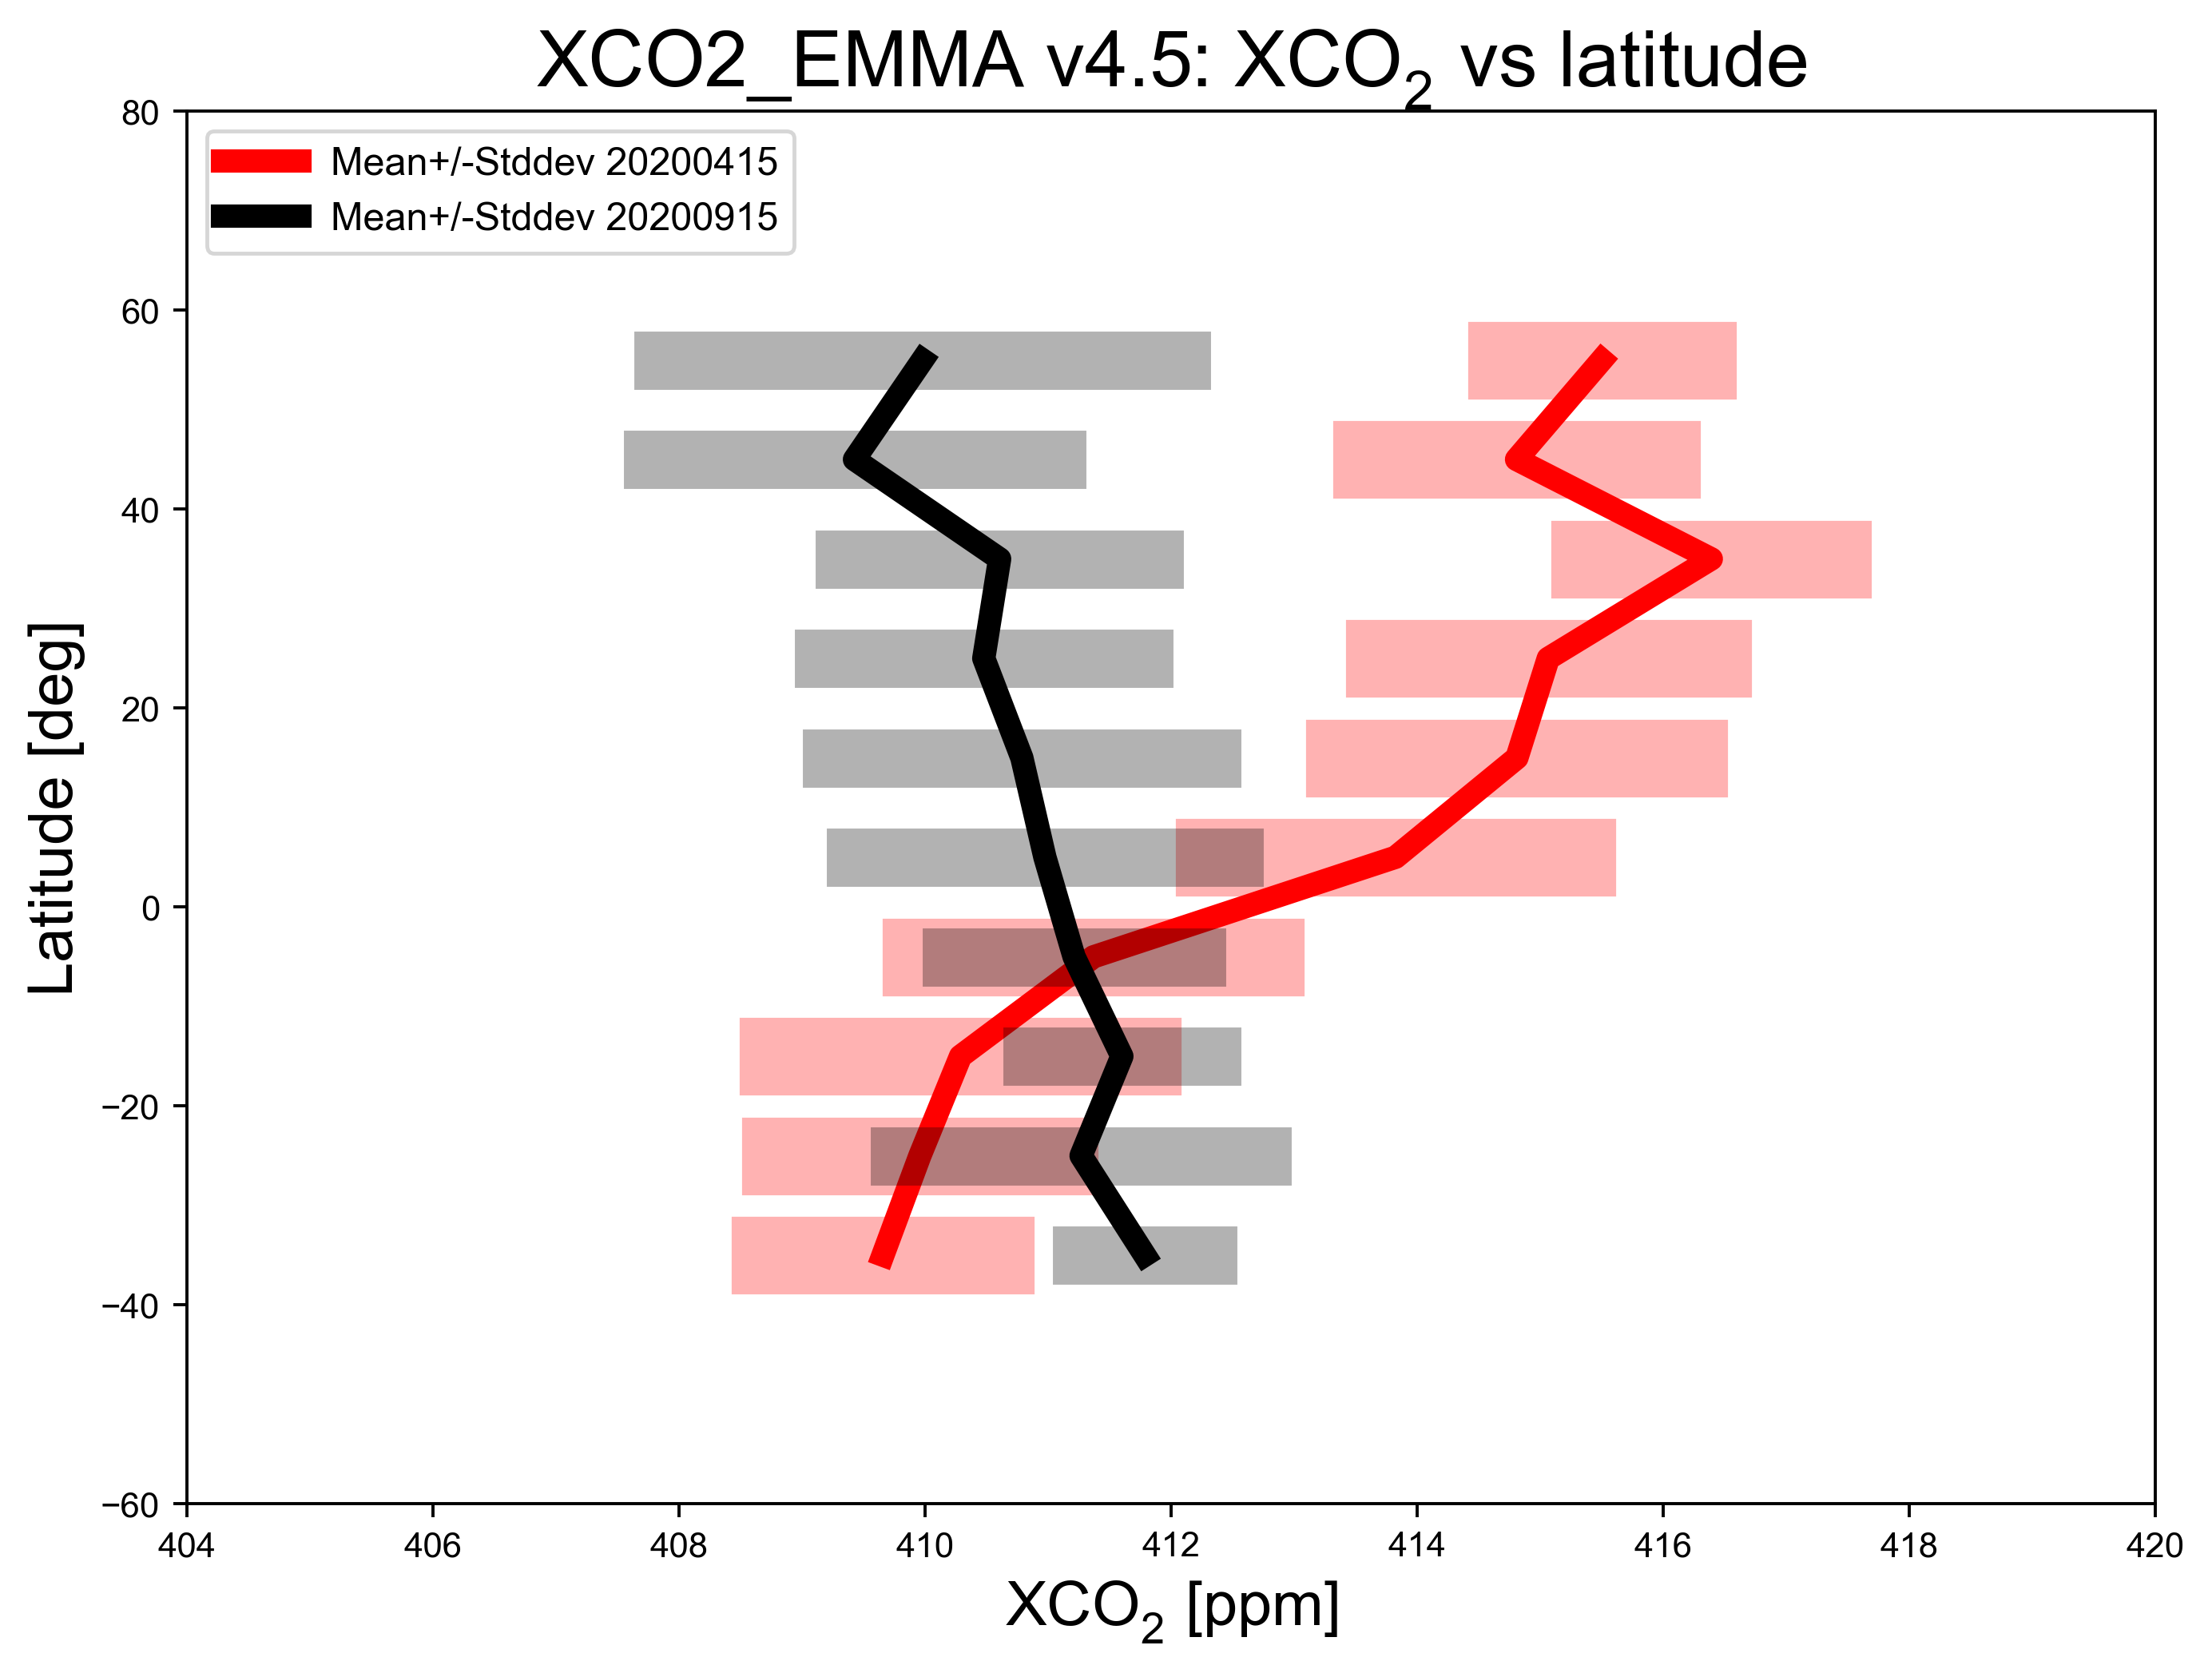 XCO2_EMMA v4.5: XCO₂ vs latitude
Mean+/-Stddev 20200415
Mean+/-Stddev 20200915
Latitude [deg]
80
60
40
20
0
−20
−40
−60
404 406 408 410 412 414 416 418 420
XCO₂ [ppm]